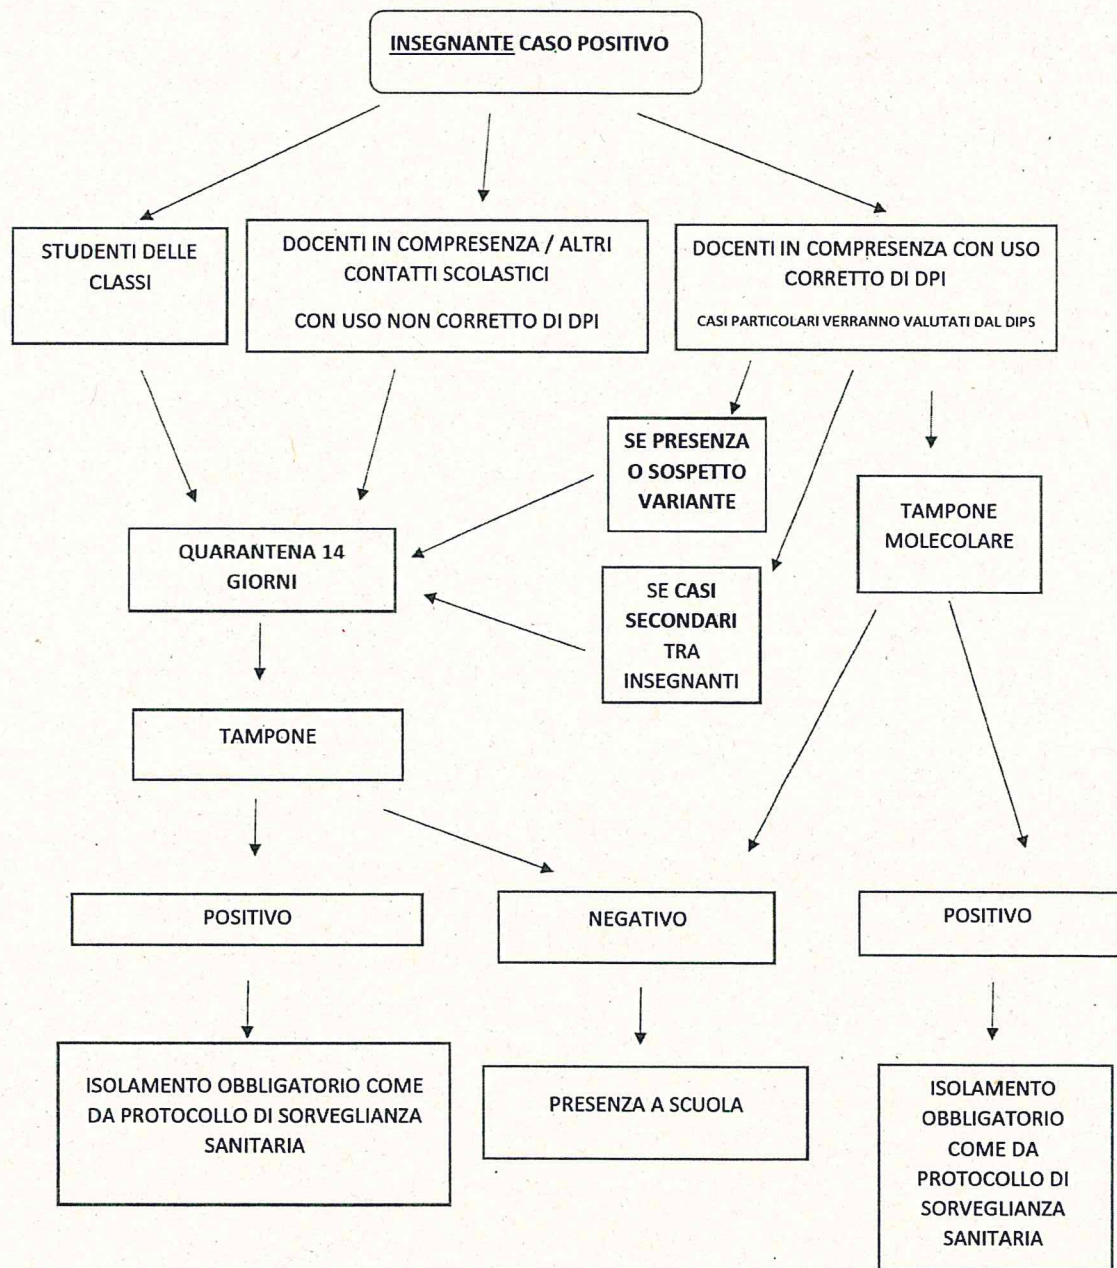 INSEGNANTE CASO POSITIVO
STUDENTI DELLE
CLASSI
DOCENTI IN COMPRESENZA / ALTRI
CONTATTI SCOLASTICI
CON USO NON CORRETTO DI DPI
DOCENTI IN COMPRESENZA CON USO
CORRETTO DI DPI
CASI PARTICOLARI VERRANNO VALUTATI DAL DIPS
SE PRESENZA
O SOSPETTO
VARIANTE
TAMPONE
MOLECOLARE
QUARANTENA 14
GIORNI
SE CASI
SECONDARI
TRA
INSEGNANTI
TAMPONE
POSITIVO
NEGATIVO
POSITIVO
ISOLAMENTO OBBLIGATORIO COME
DA PROTOCOLLO DI SORVEGLIANZA
SANITARIA
PRESENZA A SCUOLA
ISOLAMENTO
OBBLIGATORIO
COME DA
PROTOCOLLO DI
SORVEGLIANZA
SANITARIA